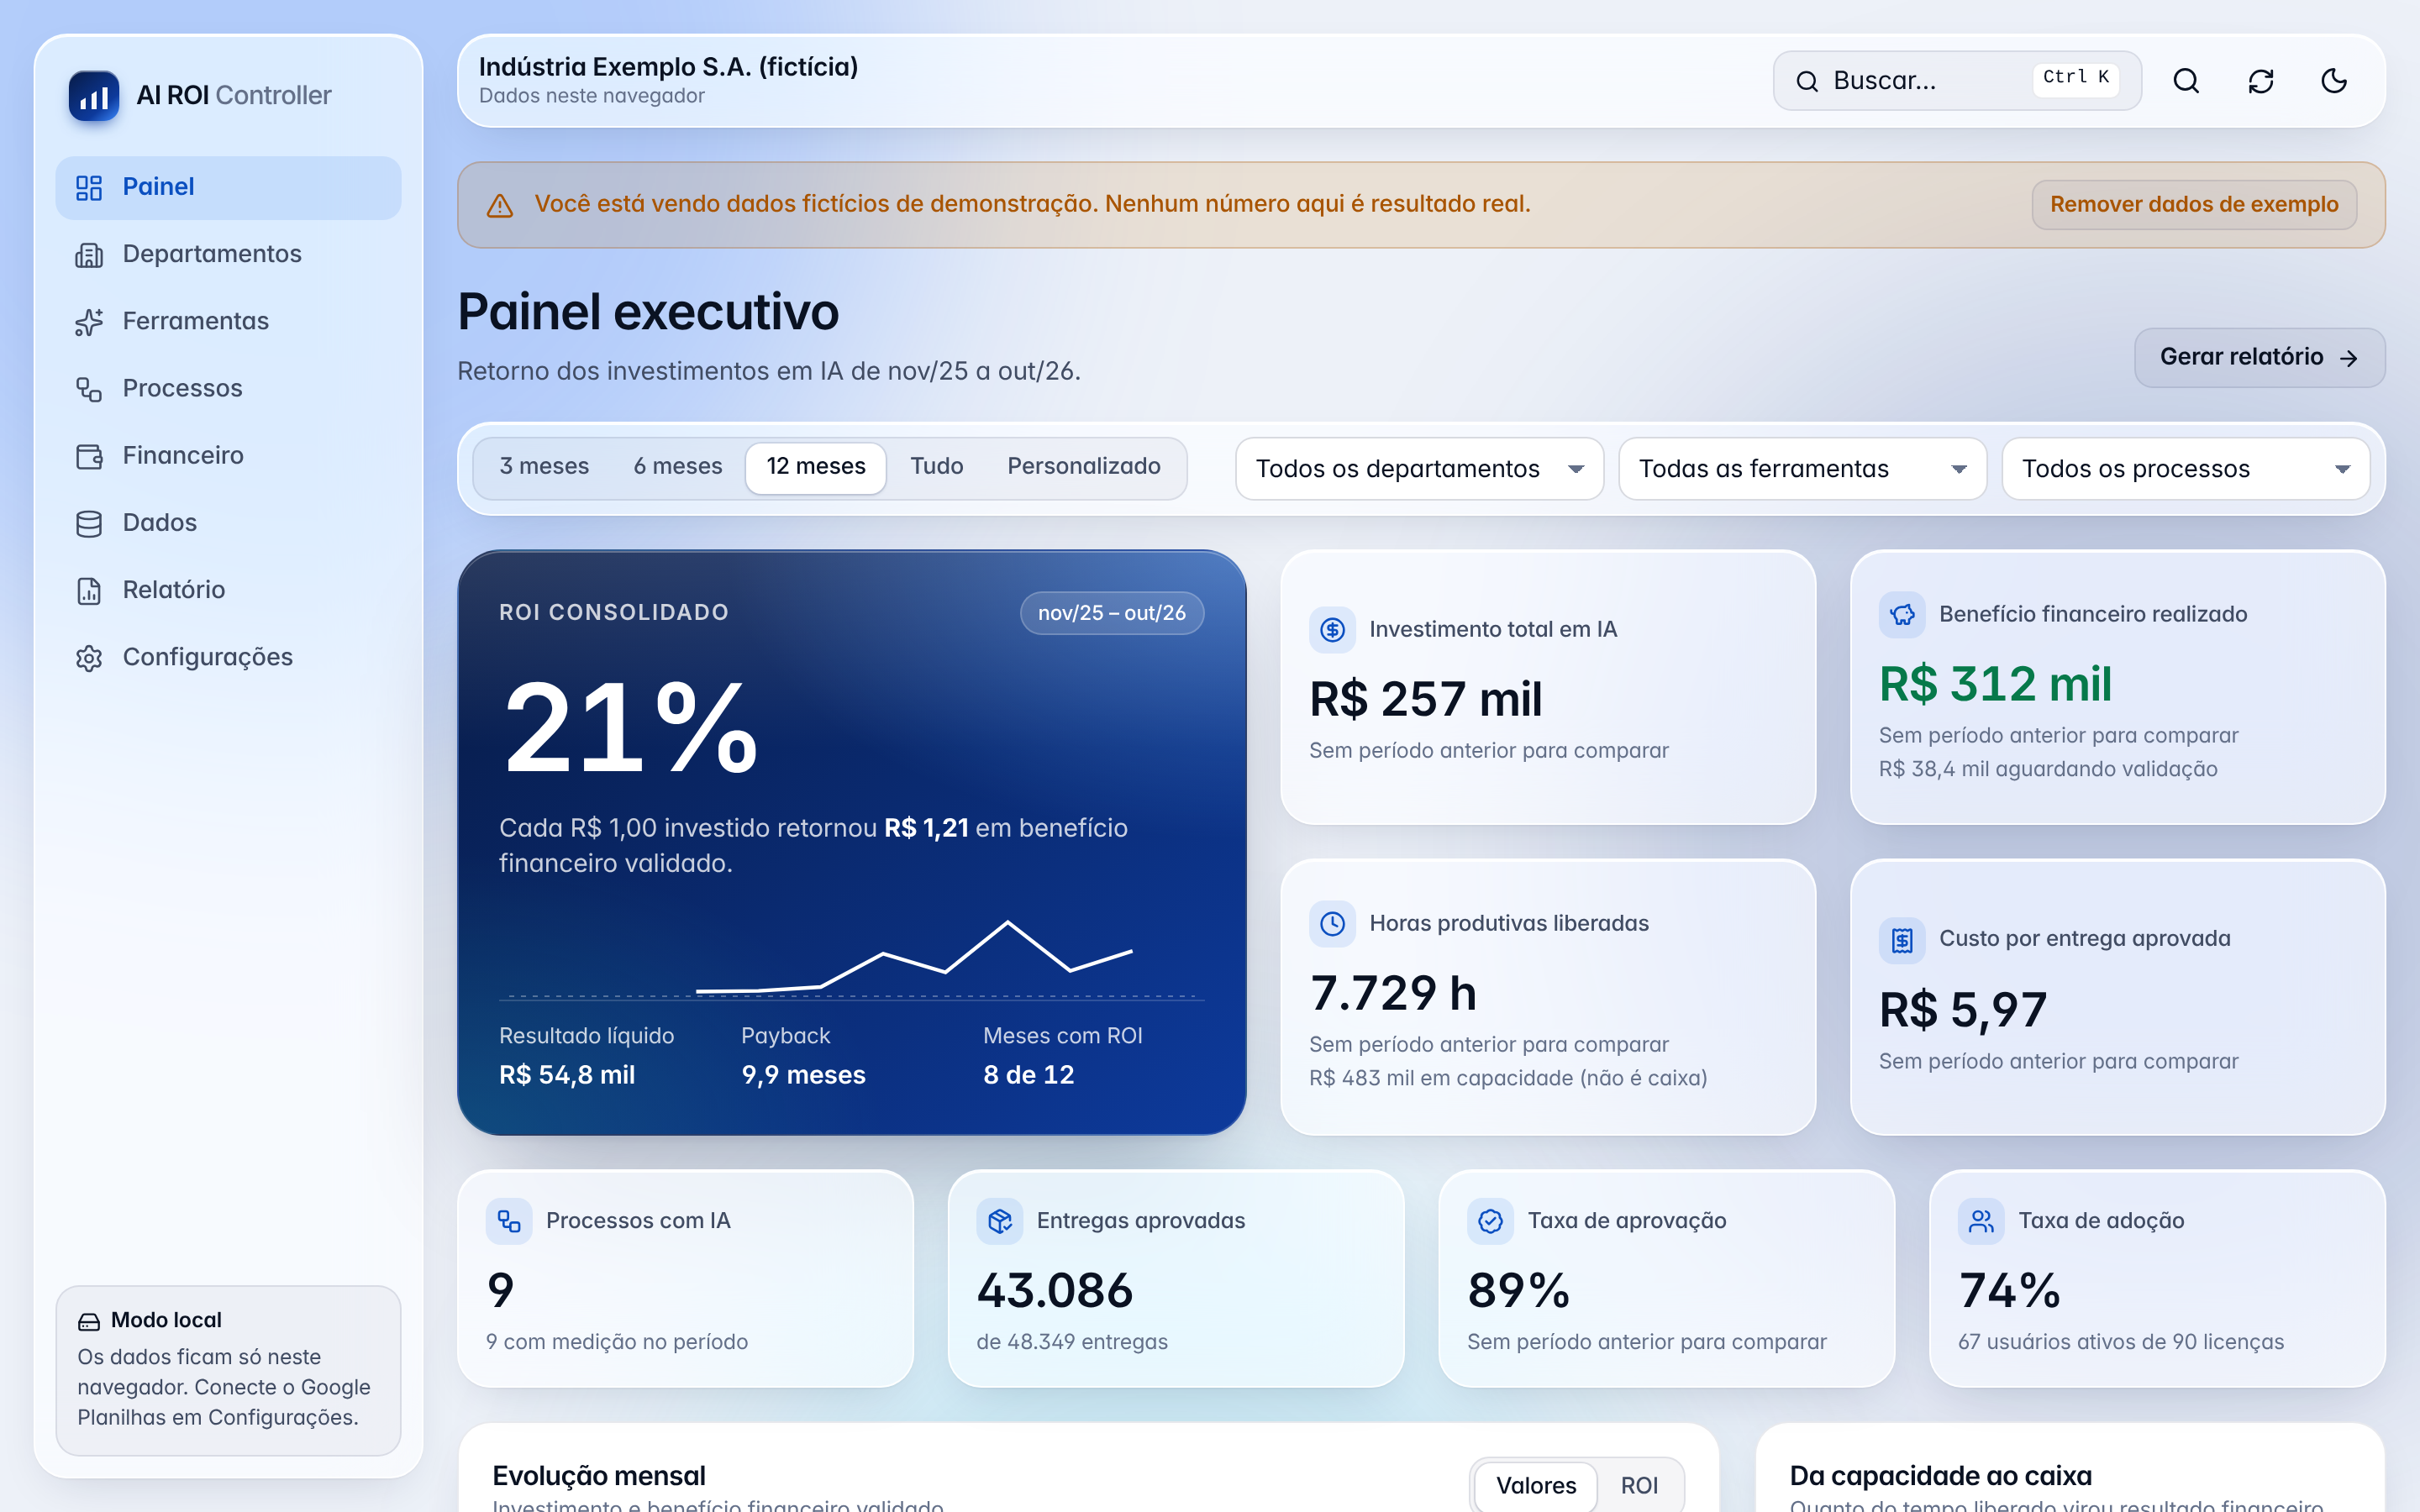 AI ROI Controller
Painel
Departamentos
Ferramentas
Processos
Financeiro
Dados
Relatório
Configurações
Modo local
Os dados ficam só neste
navegador. Conecte o Google
Planilhas em Configurações.
Indústria Exemplo S.A. (fictícia)
Dados neste navegador
Buscar...
Ctrl K
Você está vendo dados fictícios de demonstração. Nenhum número aqui é resultado real.
Remover dados de exemplo
Painel executivo
Retorno dos investimentos em IA de nov/25 a out/26.
Gerar relatório
3 meses
6 meses
12 meses
Tudo
Personalizado
Todos os departamentos
Todas as ferramentas
Todos os processos
ROI CONSOLIDADO
nov/25 – out/26
21%
Cada R$ 1,00 investido retornou R$ 1,21 em benefício
financeiro validado.
Resultado líquido
R$ 54,8 mil
Payback
9,9 meses
Meses com ROI
8 de 12
Investimento total em IA
R$ 257 mil
Sem período anterior para comparar
Benefício financeiro realizado
R$ 312 mil
Sem período anterior para comparar
R$ 38,4 mil aguardando validação
Horas produtivas liberadas
7.729 h
Sem período anterior para comparar
R$ 483 mil em capacidade (não é caixa)
Custo por entrega aprovada
R$ 5,97
Sem período anterior para comparar
Processos com IA
9
9 com medição no período
Entregas aprovadas
43.086
de 48.349 entregas
Taxa de aprovação
89%
Sem período anterior para comparar
Taxa de adoção
74%
67 usuários ativos de 90 licenças
Evolução mensal
Investimento e benefício financeiro validado
Valores
ROI
Da capacidade ao caixa
Quanto do tempo liberado virou resultado financeiro